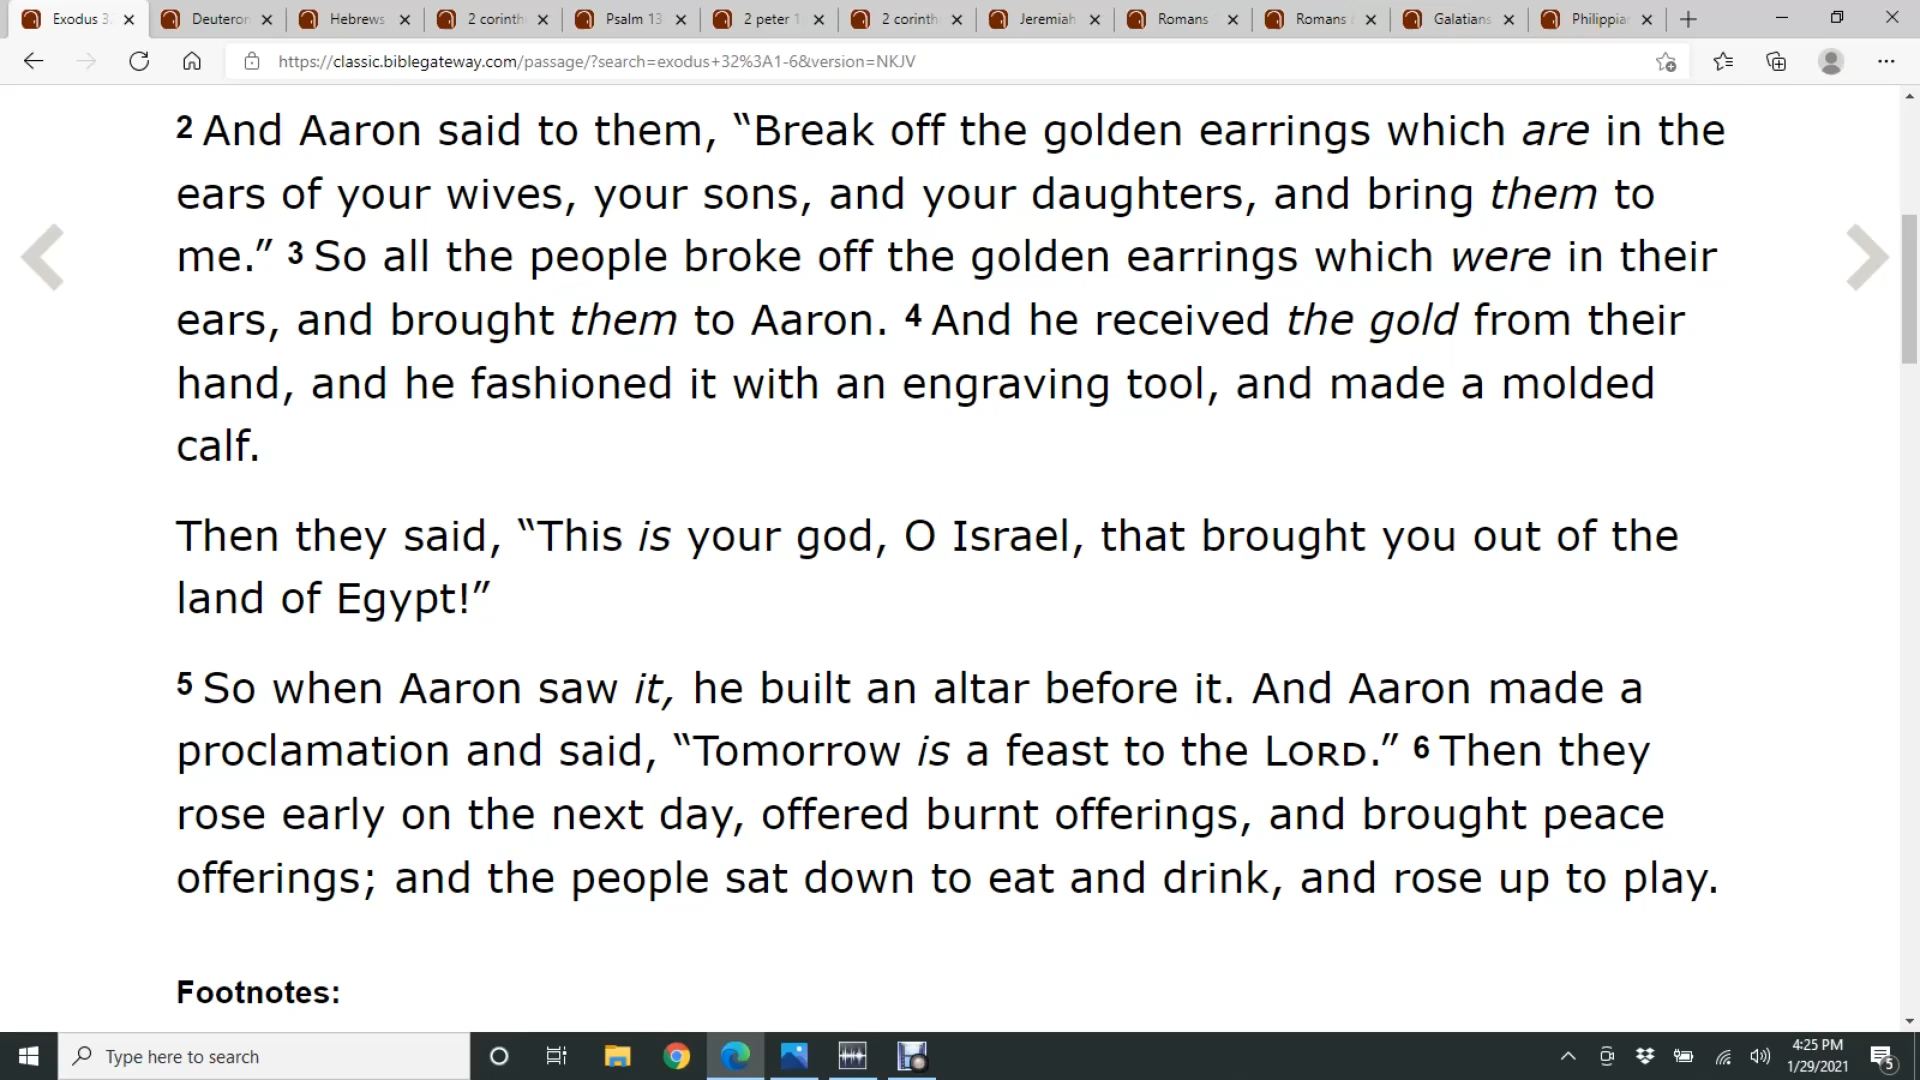 Exodus 3
Deuteron
Hebrews
2 corinth
Psalm 13
2 peter 1
2 corinth
Jeremiah
Romans
Romans
Galatians
Philippia
https://classic.biblegateway.com/passage/?search=exodus+32%3A1-6&version=NKJV
2 And Aaron said to them, “Break off the golden earrings which are in the
ears of your wives, your sons, and your daughters, and bring them to
me.” 3 So all the people broke off the golden earrings which were in their
ears, and brought them to Aaron. 4 And he received the gold from their
hand, and he fashioned it with an engraving tool, and made a molded
calf.
Then they said, “This is your god, O Israel, that brought you out of the
land of Egypt!”
5 So when Aaron saw it, he built an altar before it. And Aaron made a
proclamation and said, “Tomorrow is a feast to the LORD.” 6 Then they
rose early on the next day, offered burnt offerings, and brought peace
offerings; and the people sat down to eat and drink, and rose up to play.
Footnotes:
Type here to search
4:25 PM
1/29/2021
5